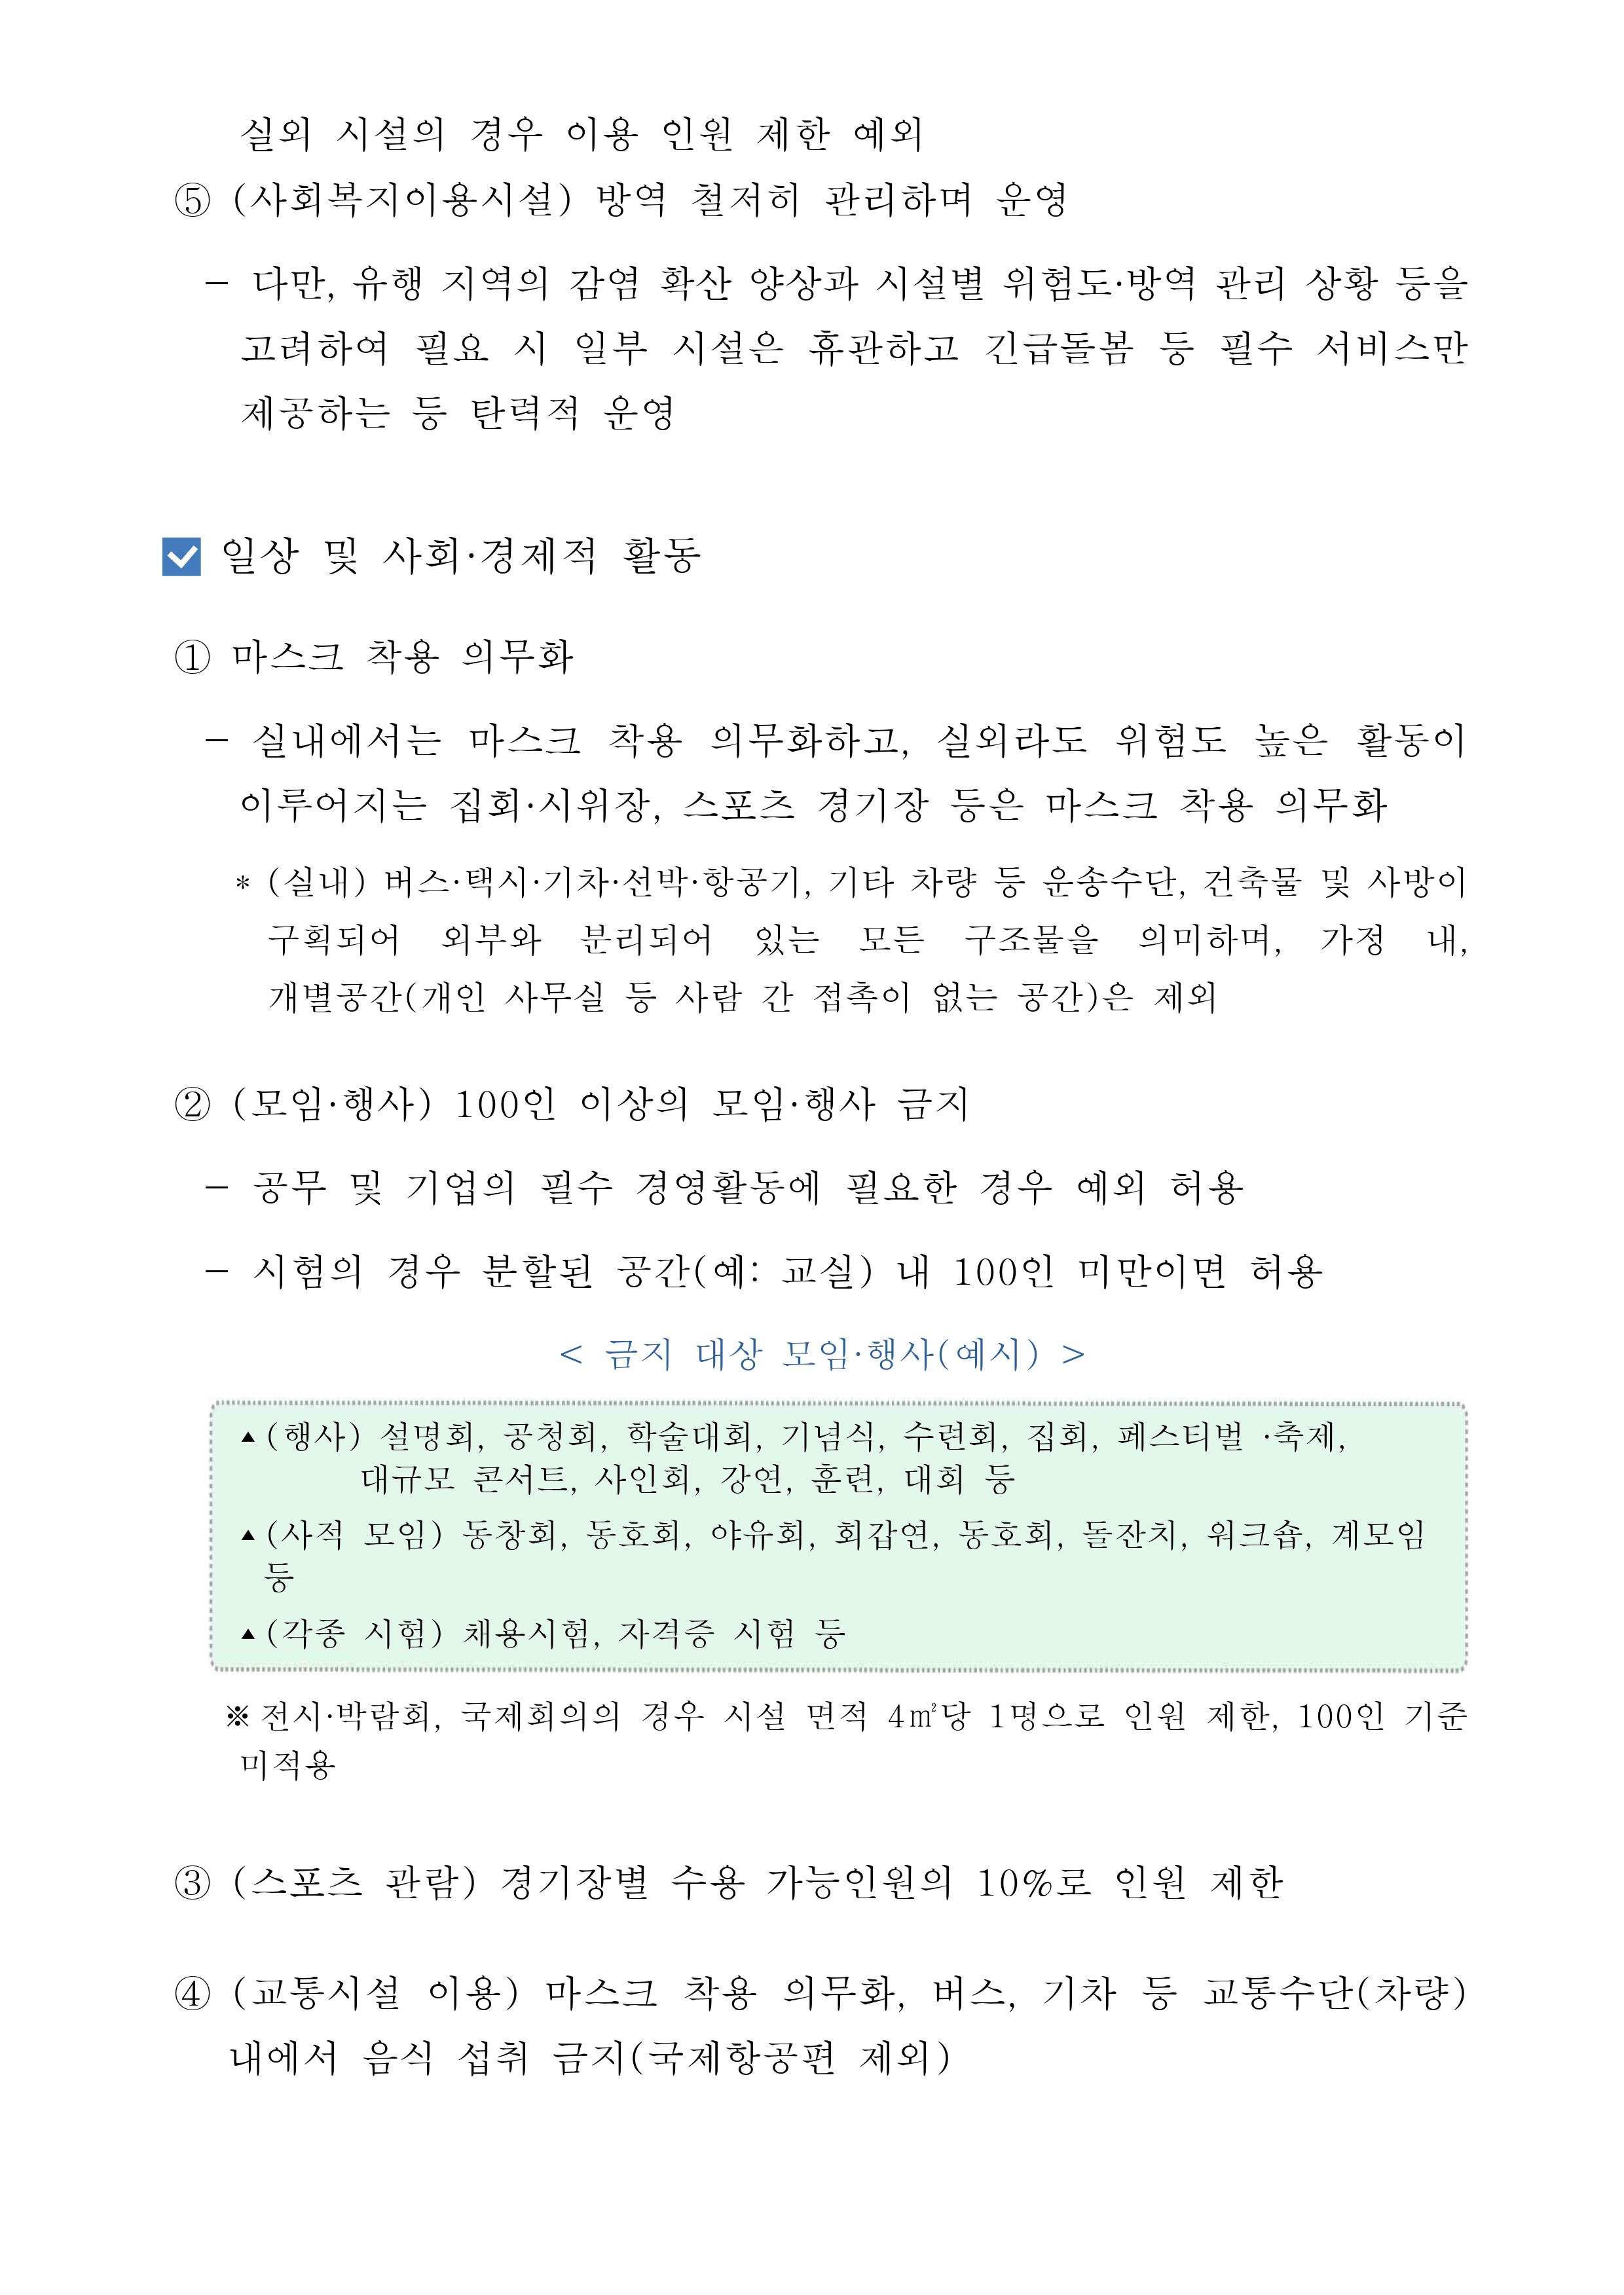 실외 시설의 경우 이용 인원 제한 예외
⑤ (사회복지이용시설) 방역 철저히 관리하며 운영
- 다만, 유행 지역의 감염 확산 양상과 시설별 위험도·방역 관리 상황 등을
고려하여 필요 시 일부 시설은 휴관하고 긴급돌봄 등 필수 서비스만
제공하는 등 탄력적 운영
일상 및 사회·경제적 활동
① 마스크 착용 의무화
- 실내에서는 마스크 착용 의무화하고, 실외라도 위험도 높은 활동이
이루어지는 집회·시위장, 스포츠 경기장 등은 마스크 착용 의무화
* (실내) 버스·택시·기차·선박·항공기, 기타 차량 등 운송수단, 건축물 및 사방이
구획되어 외부와 분리되어 있는 모든 구조물을 의미하며, 가정 내,
개별공간(개인 사무실 등 사람 간 접촉이 없는 공간)은 제외
② (모임·행사) 100인 이상의 모임·행사 금지
- 공무 및 기업의 필수 경영활동에 필요한 경우 예외 허용
- 시험의 경우 분할된 공간(예: 교실) 내 100인 미만이면 허용
< 금지 대상 모임·행사(예시) >
▲(행사) 설명회, 공청회, 학술대회, 기념식, 수련회, 집회, 페스티벌 ·축제,
대규모 콘서트, 사인회, 강연, 훈련, 대회 등
▲(사적 모임) 동창회, 동호회, 야유회, 회갑연, 동호회, 돌잔치, 워크숍, 계모임
등
▲(각종 시험) 채용시험, 자격증 시험 등
※ 전시·박람회, 국제회의의 경우 시설 면적 4㎡당 1명으로 인원 제한, 100인 기준
미적용
③ (스포츠 관람) 경기장별 수용 가능인원의 10%로 인원 제한
④ (교통시설 이용) 마스크 착용 의무화, 버스, 기차 등 교통수단(차량)
내에서 음식 섭취 금지(국제항공편 제외)